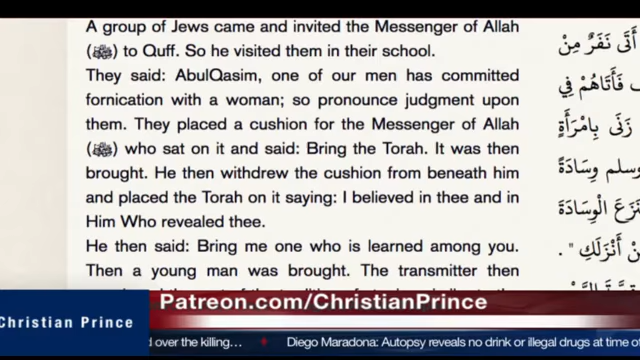 A group of Jews came and invited the Messenger of Allah
(ﷺ) to Quff. So he visited them in their school.
They said: AbulQasim, one of our men has committed
fornication with a woman; so pronounce judgment upon
them. They placed a cushion for the Messenger of Allah
(ﷺ) who sat on it and said: Bring the Torah. It was then
brought. He then withdrew the cushion from beneath him
and placed the Torah on it saying: I believed in thee and in
Him Who revealed thee.
He then said: Bring me one who is learned among you.
Then a young man was brought. The transmitter then
أَتَى نَفَرٌ مِنْ
فَأَتَاهُمْ فِي
زَنَى بِامْرَأَةٍ
وسلم وِسَادَةً
نَزَعَ الْوِسَادَةَ
أَنْزَلَكِ " .
Patreon.com/ChristianPrince
Christian Prince
d over the killing...
Diego Maradona: Autopsy reveals no drink or illegal drugs at time o